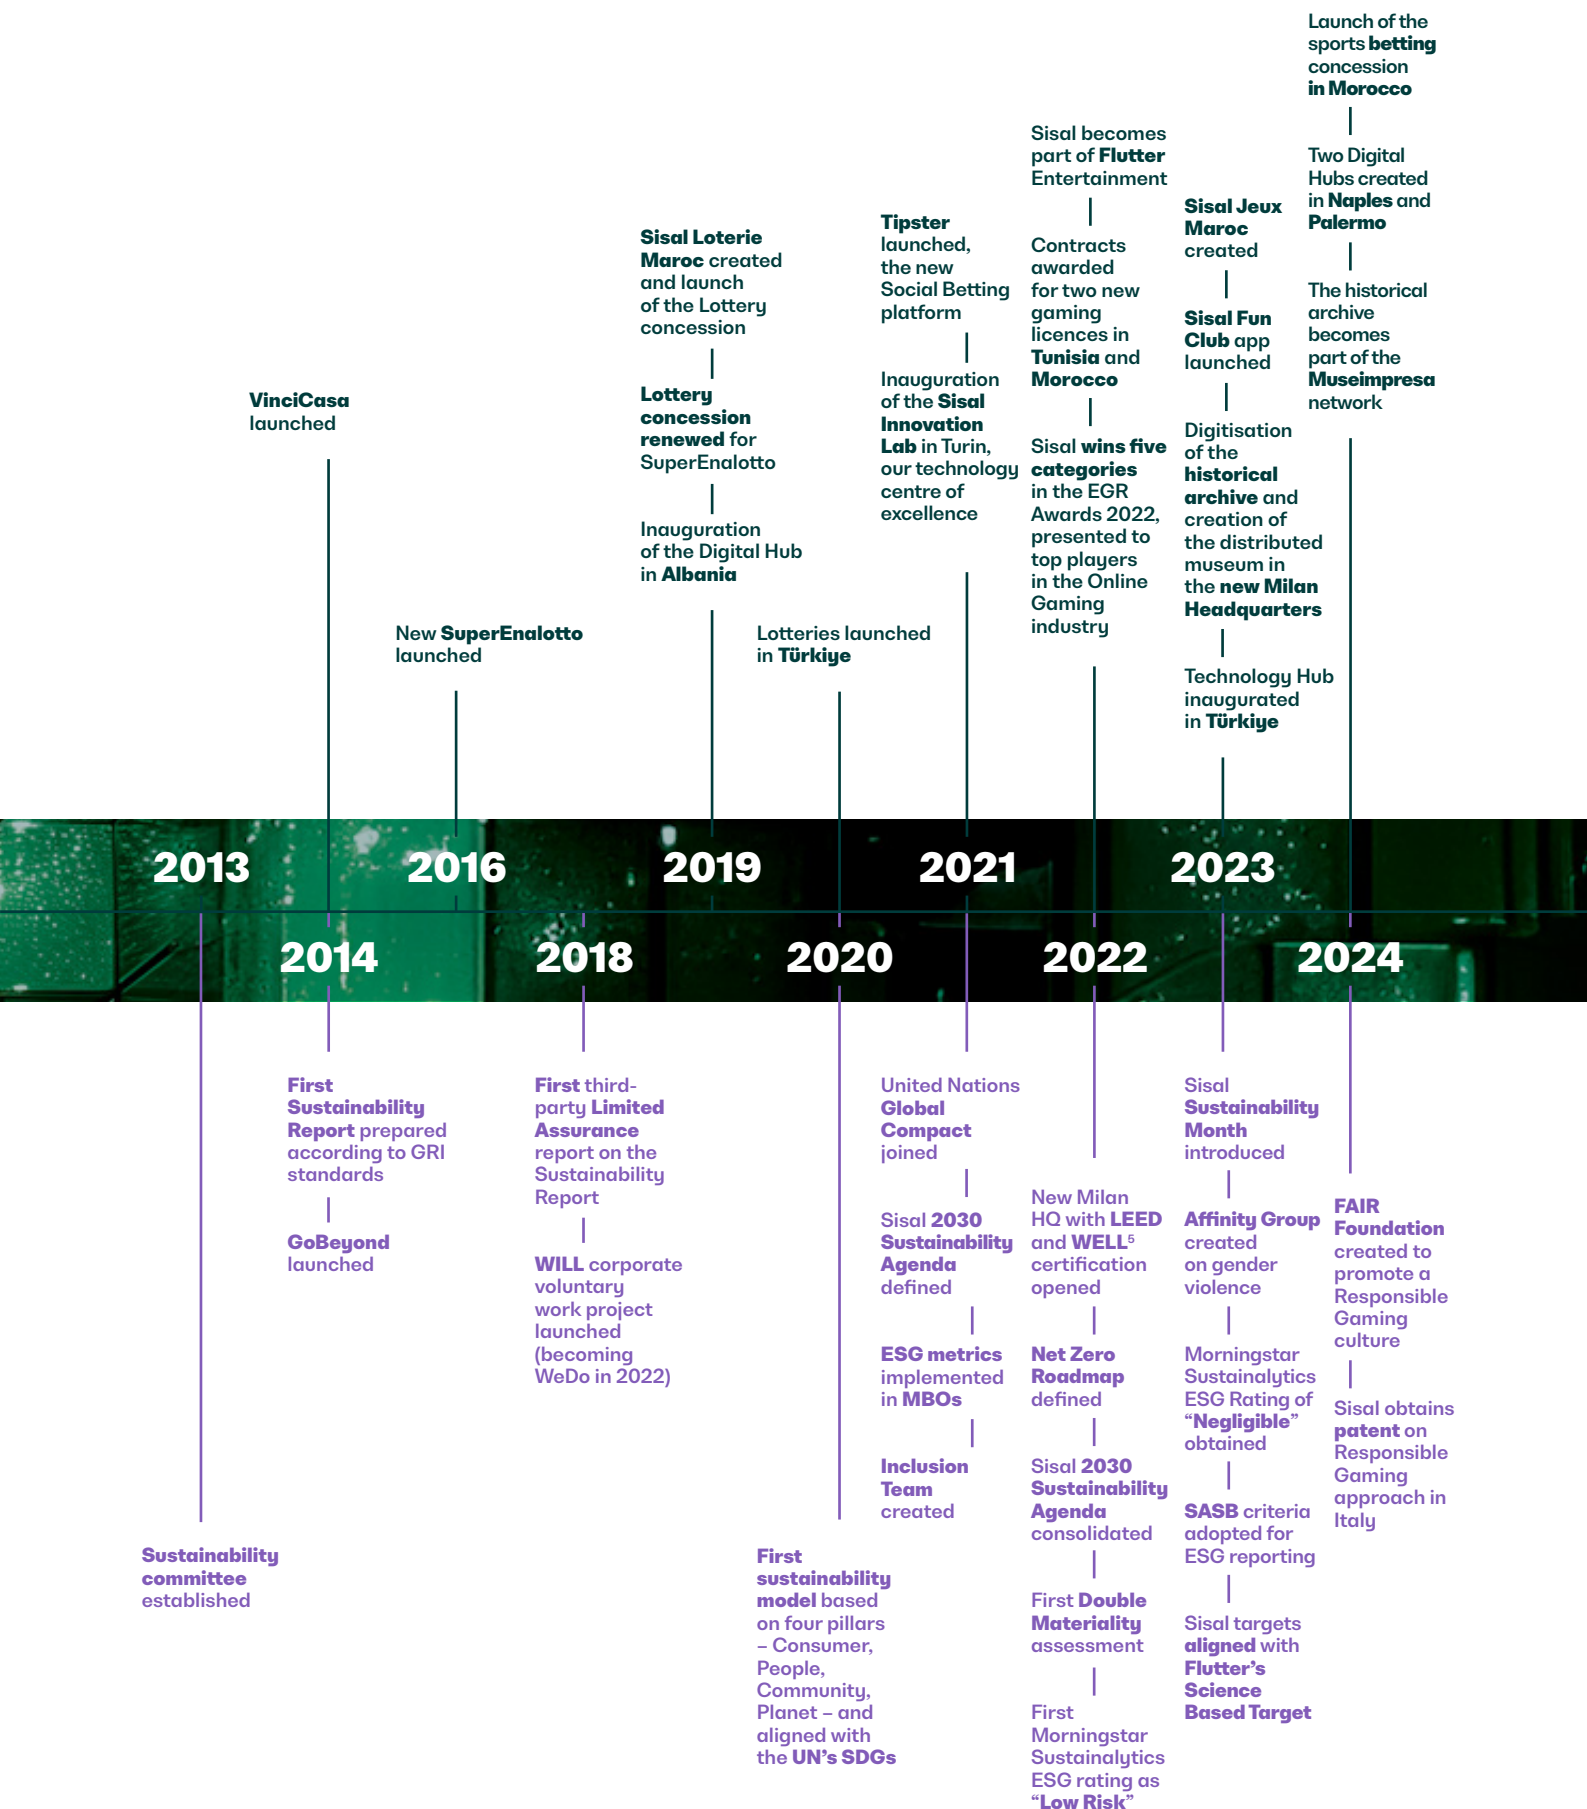 VinciCasa
launched
New SuperEnalotto
launched
Sisal Loterie
Maroc created
and launch
of the Lottery
concession
Lottery
concession
renewed for
SuperEnalotto
Inauguration
of the Digital Hub
in Albania
Lotteries launched
in Türkiye
Tipster
launched,
the new
Social Betting
platform
Inauguration
of the Sisal
Innovation
Lab in Turin,
our technology
centre of
excellence
Sisal becomes
part of Flutter
Entertainment
Contracts
awarded
for two new
gaming
licences in
Tunisia and
Morocco
Sisal wins five
categories
in the EGR
Awards 2022,
presented to
top players
in the Online
Gaming
industry
Sisal Jeux
Maroc
created
Sisal Fun
Club app
launched
Digitisation
of the
historical
archive and
creation of
the distributed
museum in
the new Milan
Headquarters
Technology Hub
inaugurated
in Türkiye
Launch of the
sports betting
concession
in Morocco
Two Digital
Hubs created
in Naples and
Palermo
The historical
archive
becomes
part of the
Museimpresa
network
2013
2016
2019
2021
2023
2014
2018
2020
2022
2024
Sustainability
committee
established
First
Sustainability
Report prepared
according to GRI
standards
GoBeyond
launched
First third-
party Limited
Assurance
report on the
Sustainability
Report
WILL corporate
voluntary
work project
launched
(becoming
WeDo in 2022)
First
sustainability
model based
on four pillars
– Consumer,
People,
Community,
Planet – and
aligned with
the UN’s SDGs
United Nations
Global
Compact
joined
Sisal 2030
Sustainability
Agenda
defined
ESG metrics
implemented
in MBOs
Inclusion
Team
created
New Milan
HQ with LEED
and WELL⁵
certification
opened
Net Zero
Roadmap
defined
Sisal 2030
Sustainability
Agenda
consolidated
First Double
Materiality
assessment
First
Morningstar
Sustainalytics
ESG rating as
“Low Risk”
Sisal
Sustainability
Month
introduced
Affinity Group
created
on gender
violence
Morningstar
Sustainalytics
ESG Rating of
“Negligible”
obtained
SASB criteria
adopted for
ESG reporting
Sisal targets
aligned with
Flutter’s
Science
Based Target
FAIR
Foundation
created to
promote a
Responsible
Gaming
culture
Sisal obtains
patent on
Responsible
Gaming
approach in
Italy